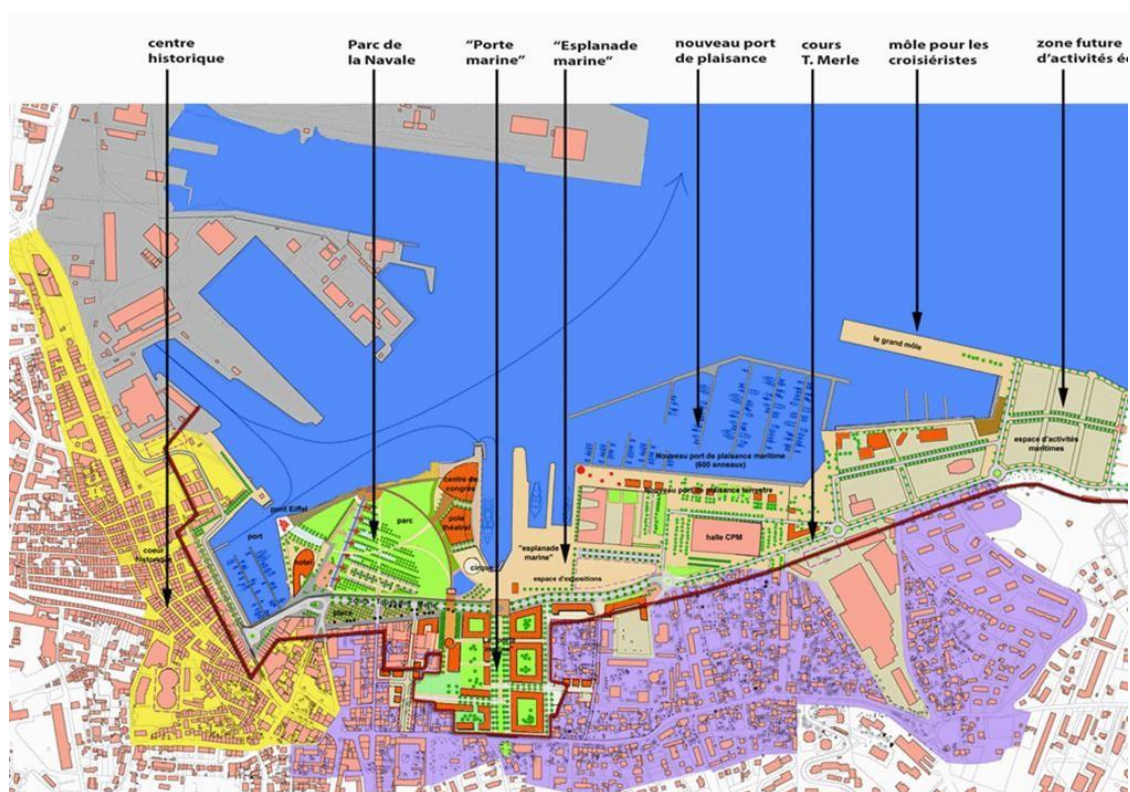 centre
historique
Parc de
la Navale
"Porte
marine"
"Esplanade
marine"
nouveau port
de plaisance
cours
T. Merle
môle pour les
croisiéristes
zone future
d'activités éc
le grand môle
espace d'activités
maritimes
Nouveau port de plaisance maritime
(600 anneaux)
Nouveau port de plaisance terrestre
halle CPM
centre de
congrès
pole
théatral
parc
pont Eiffel
port
coeur
historique
hotel
cirque
"esplanade
marine"
espace d'expositions